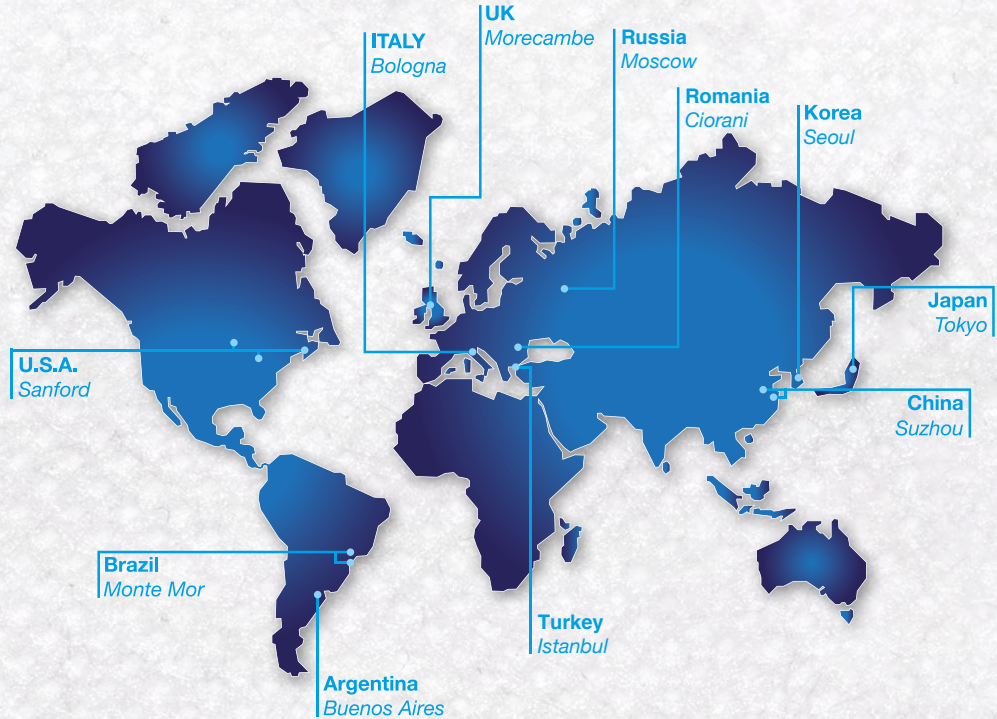 UK
Morecambe
ITALY
Bologna
Russia
Moscow
Romania
Ciorani
Korea
Seoul
Japan
Tokyo
U.S.A.
Sanford
China
Suzhou
Brazil
Monte Mor
Turkey
Istanbul
Argentina
Buenos Aires